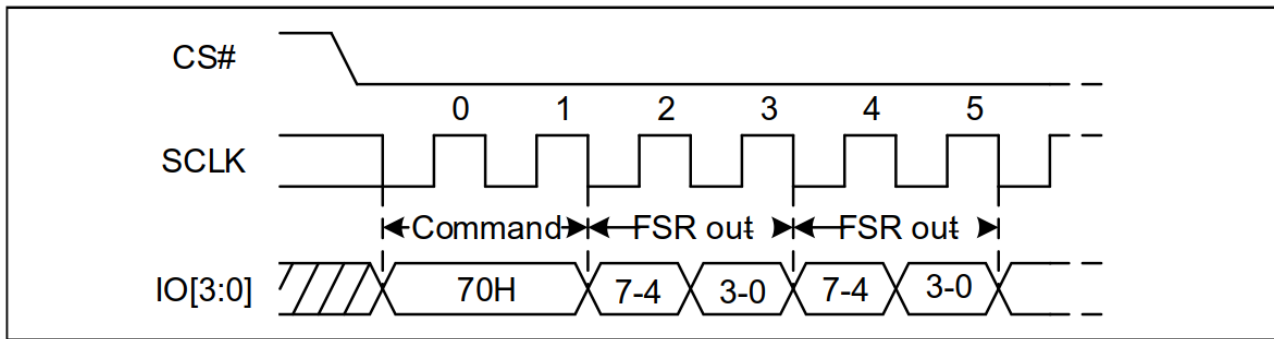 CS#
0 1 2 3 4 5
SCLK
Command FSR out FSR out
IO[3:0] 70H 7-4 3-0 7-4 3-0